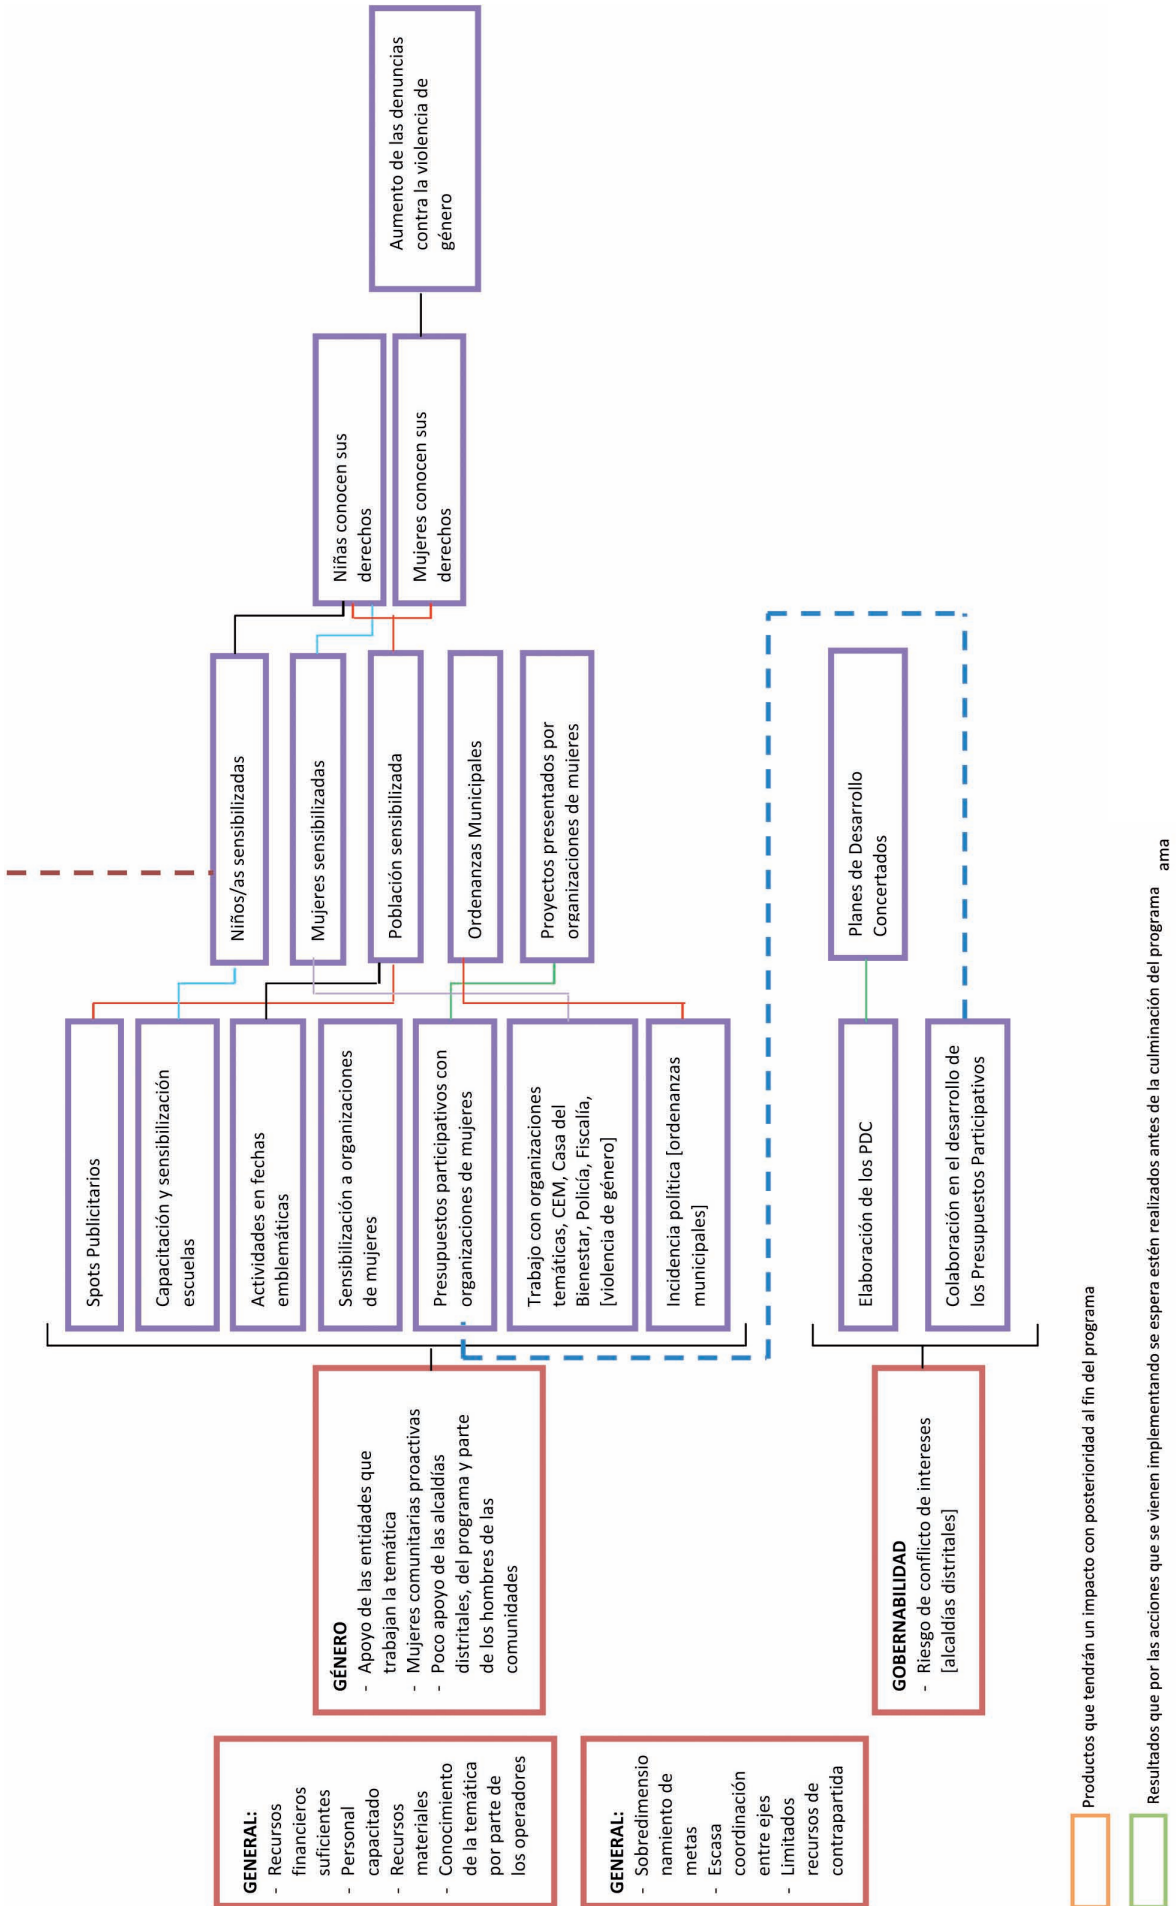 GENERAL:
- Recursos
financieros
suficientes
- Personal
capacitado
- Recursos
materiales
- Conocimiento
de la temática
por parte de
los operadores
GENERAL:
- Sobredimensio
namiento de
metas
- Escasa
coordinación
entre ejes
- Limitados
recursos de
contrapartida
GÉNERO
- Apoyo de las entidades que
trabajan la temática
- Mujeres comunitarias proactivas
- Poco apoyo de las alcaldías
distritales, del programa y parte
de los hombres de las
comunidades
GOBERNABILIDAD
- Riesgo de conflicto de intereses
[alcaldías distritales]
Spots Publicitarios
Capacitación y sensibilización
escuelas
Actividades en fechas
emblemáticas
Sensibilización a organizaciones
de mujeres
Presupuestos participativos con
organizaciones de mujeres
Trabajo con organizaciones
temáticas, CEM, Casa del
Bienestar, Policía, Fiscalía,
[violencia de género]
Incidencia política [ordenanzas
municipales]
Elaboración de los PDC
Colaboración en el desarrollo de
los Presupuestos Participativos
Niños/as sensibilizadas
Mujeres sensibilizadas
Población sensibilizada
Ordenanzas Municipales
Proyectos presentados por
organizaciones de mujeres
Planes de Desarrollo
Concertados
Niñas conocen sus
derechos
Mujeres conocen sus
derechos
Aumento de las denuncias
contra la violencia de
género
Productos que tendrán un impacto con posterioridad al fin del programa
Resultados que por las acciones que se vienen implementando se espera estén realizados antes de la culminación del programa
ama